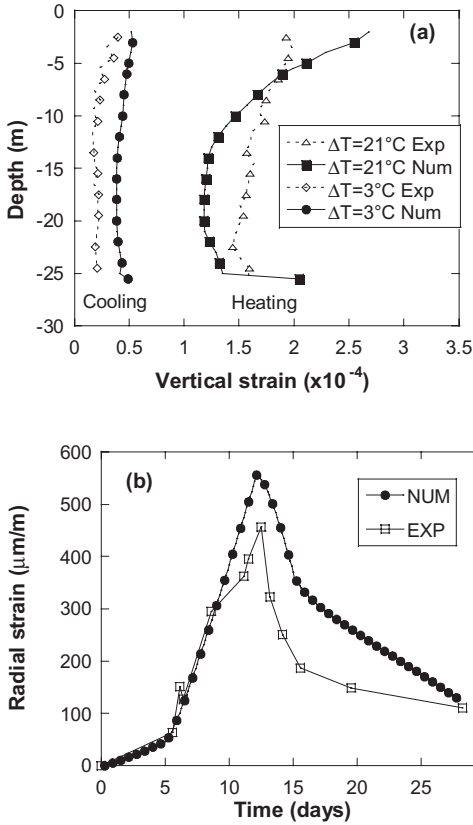 0
(a)
-5
-10
-15
-20
-25
-30
Depth (m)
ΔT=21°C Exp
ΔT=21°C Num
ΔT=3°C Exp
ΔT=3°C Num
Cooling
Heating
0 0.5 1 1.5 2 2.5 3 3.5
Vertical strain (x10⁻⁴)
600
(b)
NUM
EXP
500
400
300
200
100
0
Radial strain (μm/m)
0 5 10 15 20 25
Time (days)